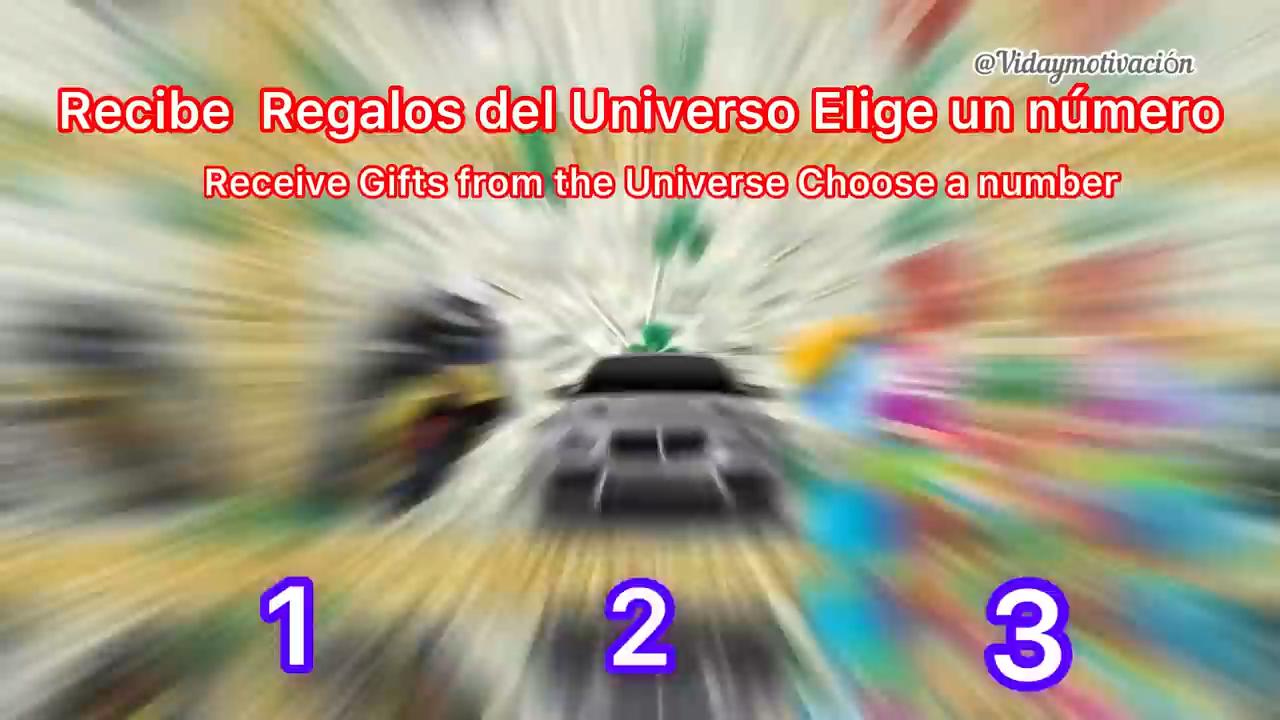 @Vidaymotivación
Recibe Regalos del Universo Elige un número
Receive Gifts from the Universe Choose a number
1 2 3